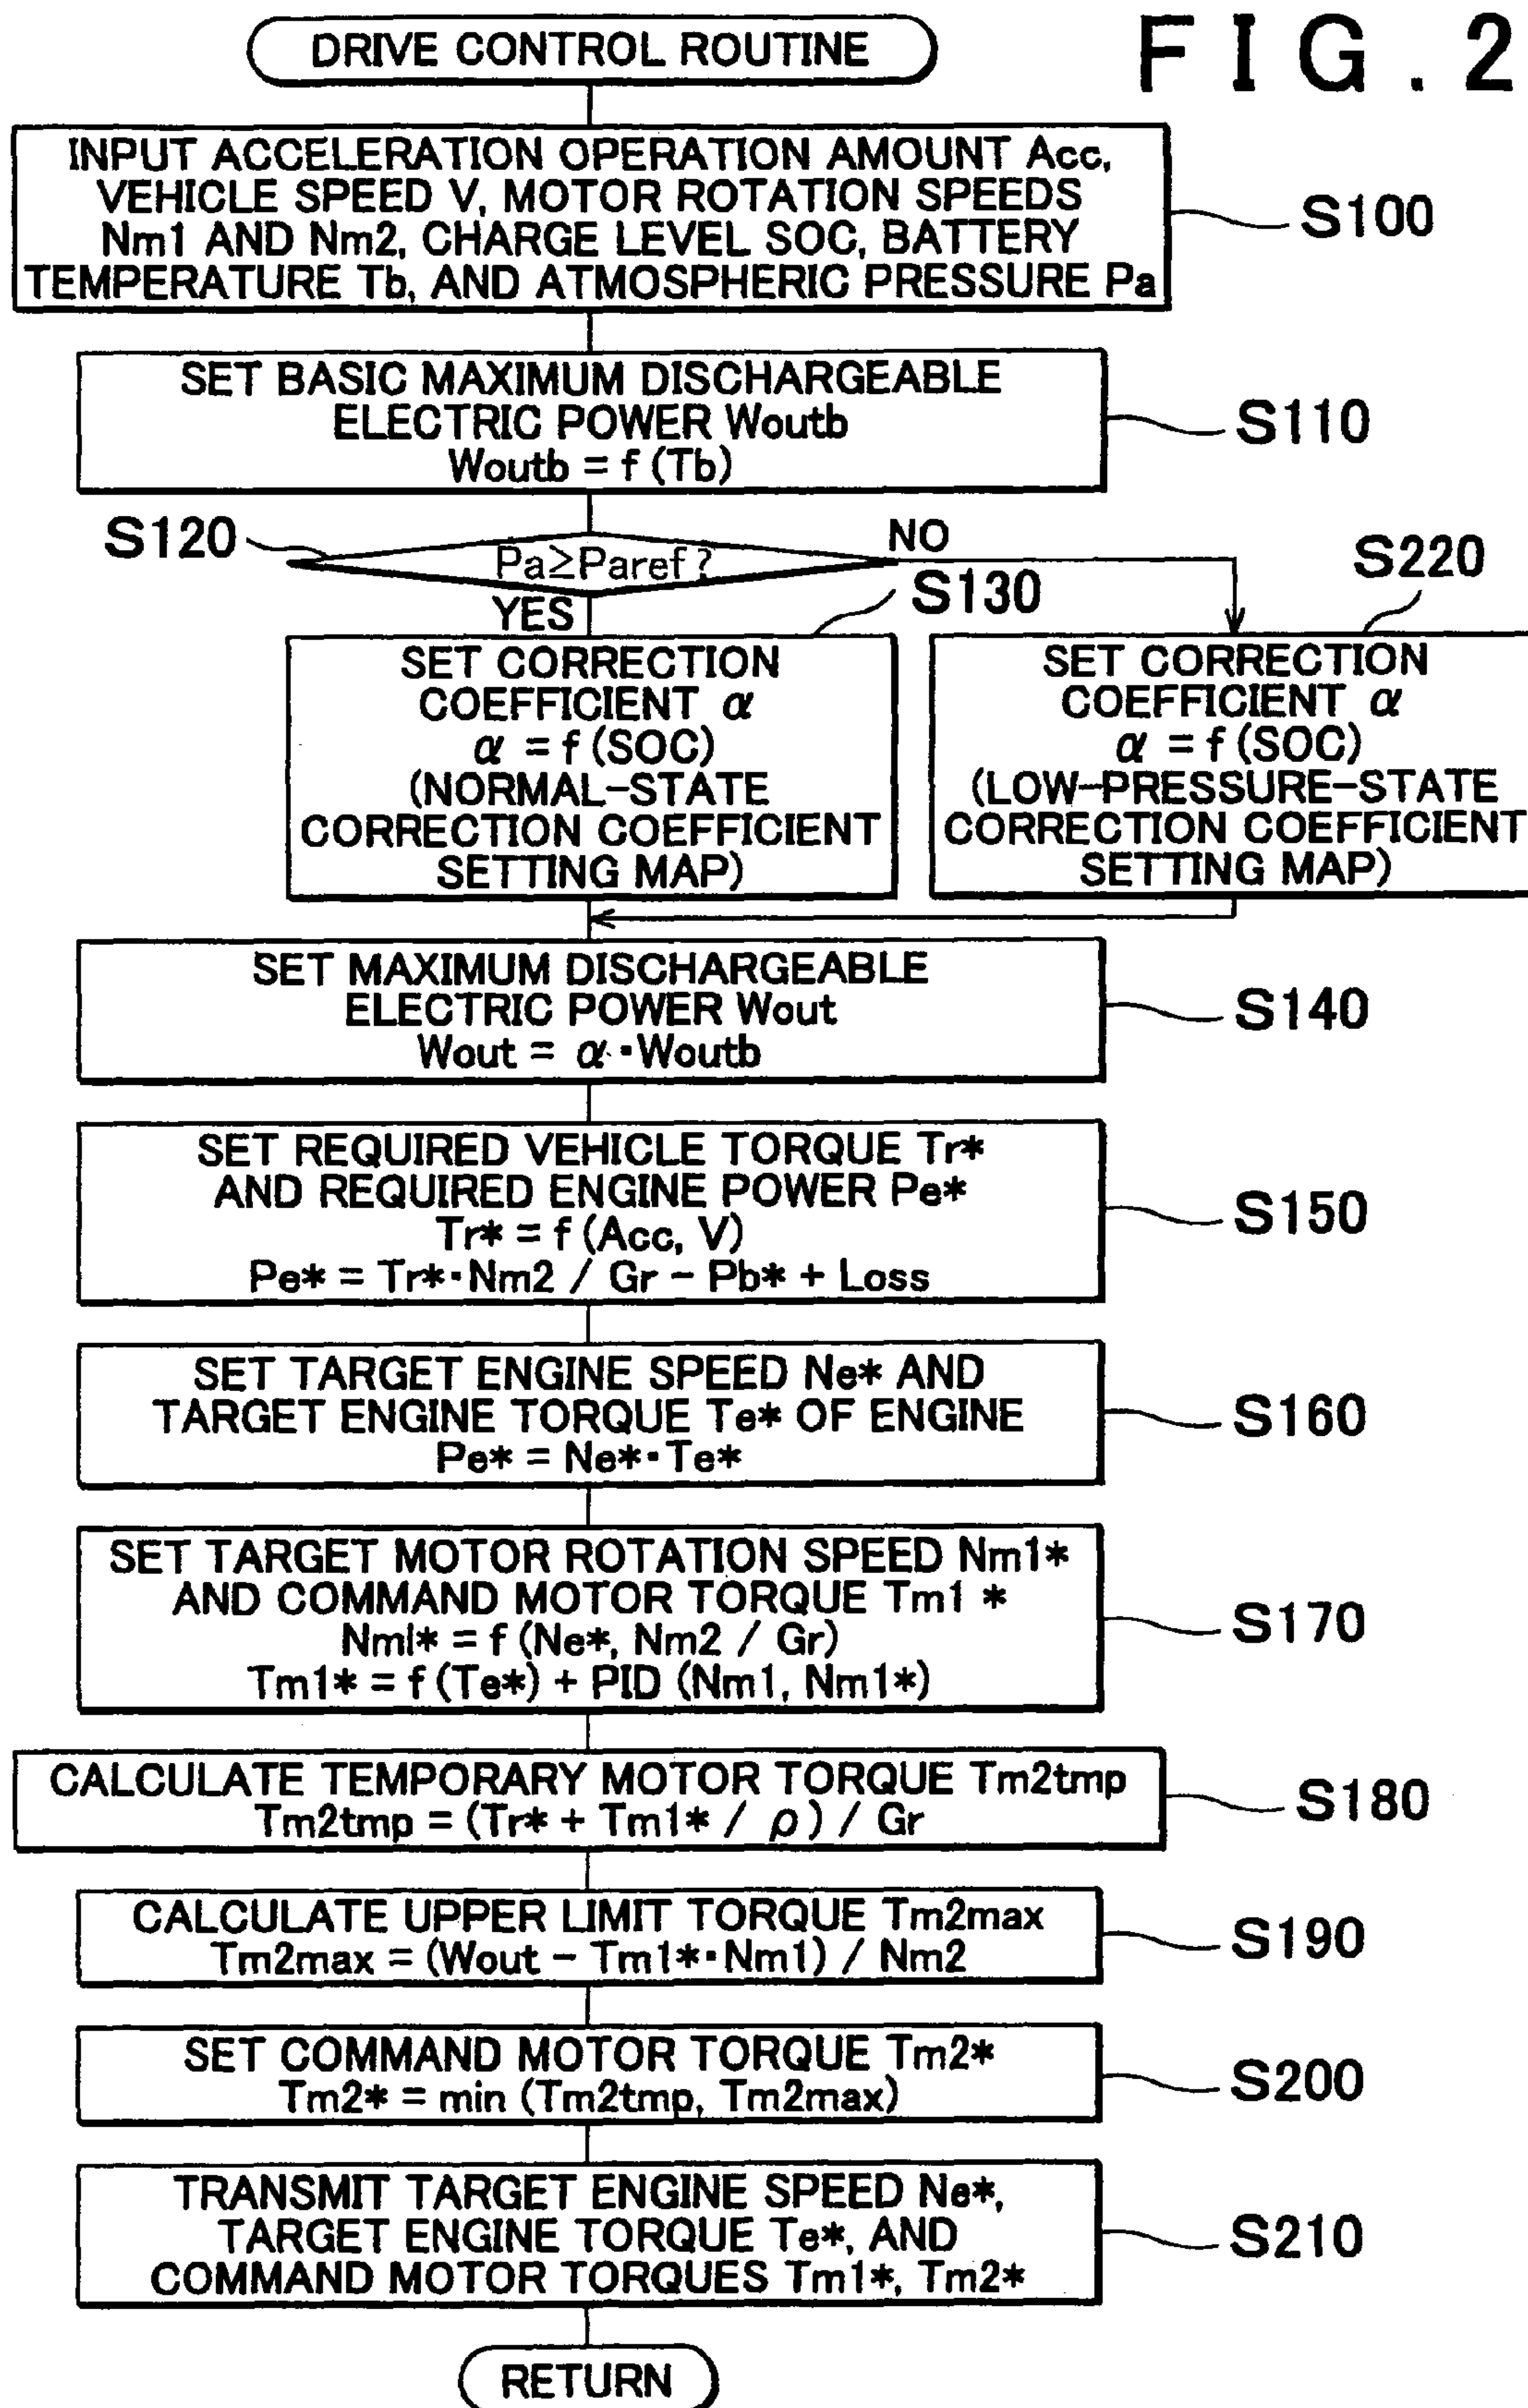 FIG.2
DRIVE CONTROL ROUTINE
INPUT ACCELERATION OPERATION AMOUNT Acc,
VEHICLE SPEED V, MOTOR ROTATION SPEEDS
Nm1 AND Nm2, CHARGE LEVEL SOC, BATTERY
TEMPERATURE Tb, AND ATMOSPHERIC PRESSURE Pa
S100
SET BASIC MAXIMUM DISCHARGEABLE
ELECTRIC POWER Woutb
Woutb = f (Tb)
S110
S120
Pa≥Paref ?
NO
YES
S130
SET CORRECTION
COEFFICIENT α
α = f (SOC)
(NORMAL-STATE
CORRECTION COEFFICIENT
SETTING MAP)
S220
SET CORRECTION
COEFFICIENT α
α = f (SOC)
(LOW-PRESSURE-STATE
CORRECTION COEFFICIENT
SETTING MAP)
SET MAXIMUM DISCHARGEABLE
ELECTRIC POWER Wout
Wout = α · Woutb
S140
SET REQUIRED VEHICLE TORQUE Tr*
AND REQUIRED ENGINE POWER Pe*
Tr* = f (Acc, V)
Pe* = Tr* · Nm2 / Gr - Pb* + Loss
S150
SET TARGET ENGINE SPEED Ne* AND
TARGET ENGINE TORQUE Te* OF ENGINE
Pe* = Ne* · Te*
S160
SET TARGET MOTOR ROTATION SPEED Nm1*
AND COMMAND MOTOR TORQUE Tm1 *
Nml* = f (Ne*, Nm2 / Gr)
Tm1* = f (Te*) + PID (Nm1, Nm1*)
S170
CALCULATE TEMPORARY MOTOR TORQUE Tm2tmp
Tm2tmp = (Tr* + Tm1* / ρ) / Gr
S180
CALCULATE UPPER LIMIT TORQUE Tm2max
Tm2max = (Wout - Tm1* · Nm1) / Nm2
S190
SET COMMAND MOTOR TORQUE Tm2*
Tm2* = min (Tm2tmp, Tm2max)
S200
TRANSMIT TARGET ENGINE SPEED Ne*,
TARGET ENGINE TORQUE Te*, AND
COMMAND MOTOR TORQUES Tm1*, Tm2*
S210
RETURN